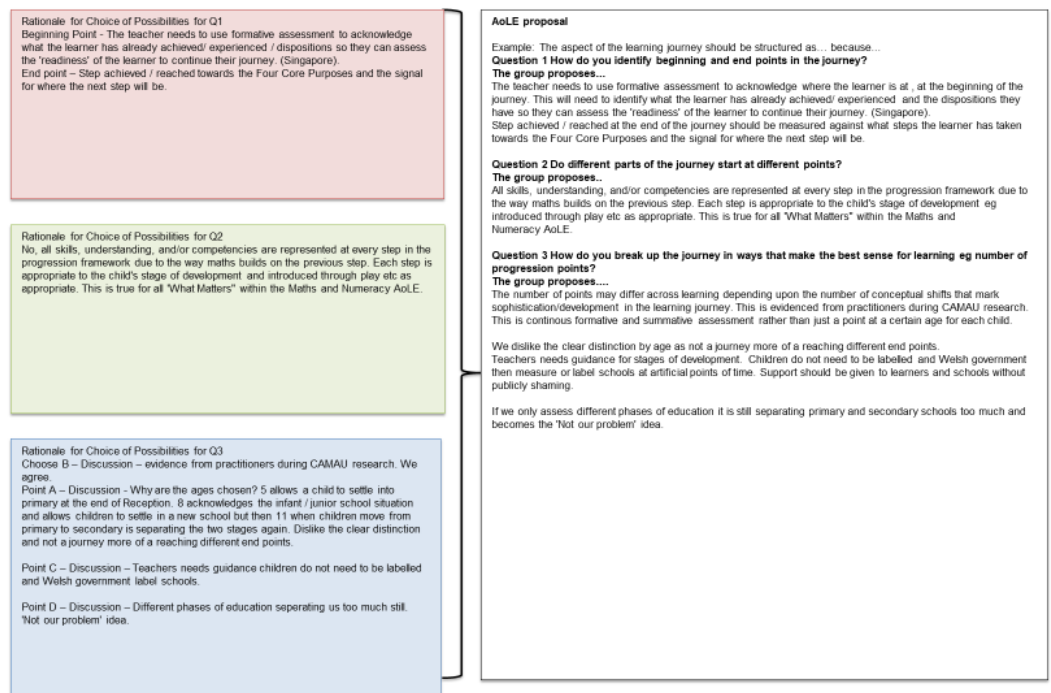 Rationale for Choice of Possibilities for Q1
Beginning Point - The teacher needs to use formative assessment to acknowledge
what the learner has already achieved/ experienced / dispositions so they can assess
the 'readiness' of the learner to continue their journey. (Singapore).
End point – Step achieved / reached towards the Four Core Purposes and the signal
for where the next step will be.
Rationale for Choice of Possibilities for Q2
No, all skills, understanding, and/or competencies are represented at every step in the
progression framework due to the way maths builds on the previous step. Each step is
appropriate to the child's stage of development and introduced through play etc as
appropriate. This is true for all "What Matters" within the Maths and Numeracy AoLE.
Rationale for Choice of Possibilities for Q3
Choose B – Discussion – evidence from practitioners during CAMAU research. We
agree.
Point A – Discussion - Why are the ages chosen? 5 allows a child to settle into
primary at the end of Reception. 8 acknowledges the infant / junior school situation
and allows children to settle in a new school but then 11 when children move from
primary to secondary is separating the two stages again. Dislike the clear distinction
and not a journey more of a reaching different end points.
Point C – Discussion – Teachers needs guidance children do not need to be labelled
and Welsh government label schools.
Point D – Discussion – Different phases of education seperating us too much still.
'Not our problem' idea.
AoLE proposal
Example: The aspect of the learning journey should be structured as… because…
Question 1 How do you identify beginning and end points in the journey?
The group proposes…
The teacher needs to use formative assessment to acknowledge where the learner is at , at the beginning of the
journey. This will need to identify what the learner has already achieved/ experienced and the dispositions they
have so they can assess the 'readiness' of the learner to continue their journey. (Singapore).
Step achieved / reached at the end of the journey should be measured against what steps the learner has taken
towards the Four Core Purposes and the signal for where the next step will be.
Question 2 Do different parts of the journey start at different points?
The group proposes..
All skills, understanding, and/or competencies are represented at every step in the progression framework due to
the way maths builds on the previous step. Each step is appropriate to the child's stage of development eg
introduced through play etc as appropriate. This is true for all "What Matters" within the Maths and
Numeracy AoLE.
Question 3 How do you break up the journey in ways that make the best sense for learning eg number of
progression points?
The group proposes….
The number of points may differ across learning depending upon the number of conceptual shifts that mark
sophistication/development in the learning journey. This is evidenced from practitioners during CAMAU research.
This is continous formative and summative assessment rather than just a point at a certain age for each child.
We dislike the clear distinction by age as not a journey more of a reaching different end points.
Teachers needs guidance for stages of development. Children do not need to be labelled and Welsh government
then measure or label schools at artificial points of time. Support should be given to learners and schools without
publicly shaming.
If we only assess different phases of education it is still separating primary and secondary schools too much and
becomes the 'Not our problem' idea.